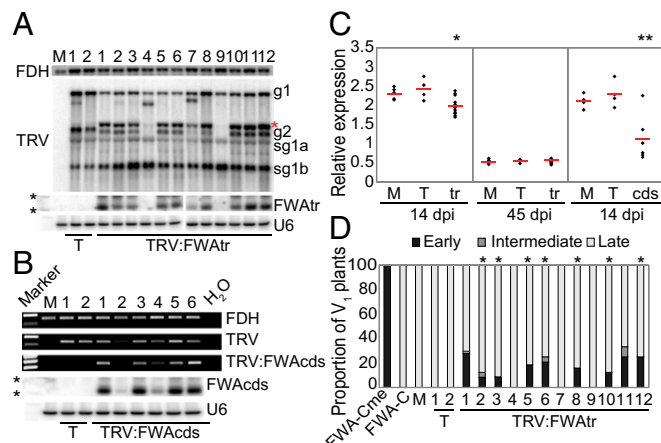 A
M 1 2 1 2 3 4 5 6 7 8 9 10 11 12
FDH
g1
*
TRV
g2
sg1a
sg1b
*
*
FWAtr
U6
T TRV:FWAtr
B
Marker M 1 2 1 2 3 4 5 6 H2O
FDH
TRV
TRV:FWAcds
*
*
FWAcds
U6
T TRV:FWAcds
C
* **
Relative expression
3.5
3
2.5
2
1.5
1
0.5
0
M T tr M T tr M T cds
14 dpi 45 dpi 14 dpi
D
Early Intermediate Late
* * * * * *
Proportion of V1 plants
100
80
60
40
20
0
FWA-Cme FWA-C M 1 2 1 2 3 4 5 6 7 8 9 10 11 12
T TRV:FWAtr